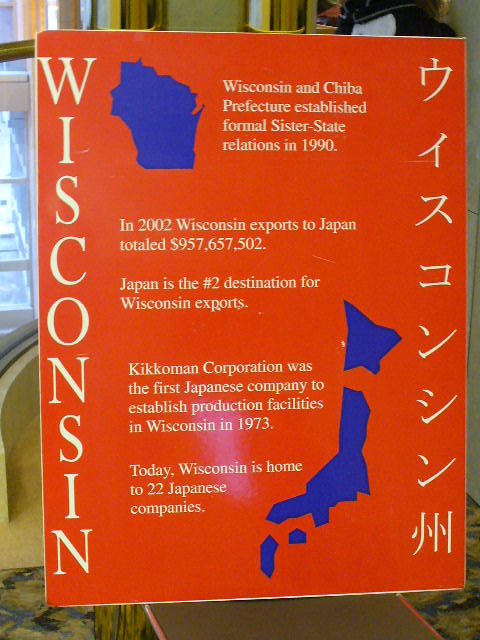 WISCONSIN
Wisconsin and Chiba
Prefecture established
formal Sister-State
relations in 1990.
In 2002 Wisconsin exports to Japan
totaled $957,657,502.
Japan is the #2 destination for
Wisconsin exports.
Kikkoman Corporation was
the first Japanese company to
establish production facilities
in Wisconsin in 1973.
Today, Wisconsin is home
to 22 Japanese
companies.
ウィスコンシン州